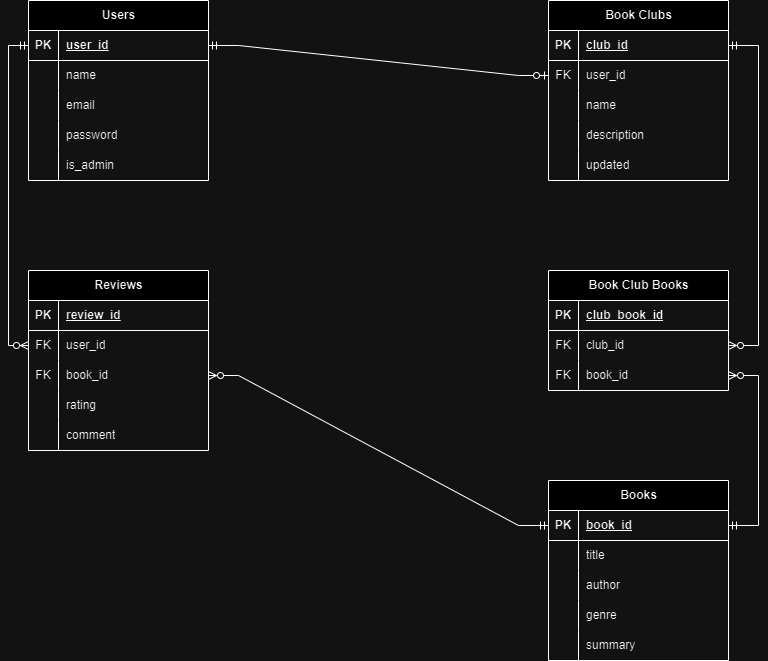 Users
PK user_id
name
email
password
is_admin
Book Clubs
PK club_id
FK user_id
name
description
updated
Reviews
PK review_id
FK user_id
FK book_id
rating
comment
Book Club Books
PK club_book_id
FK club_id
FK book_id
Books
PK book_id
title
author
genre
summary